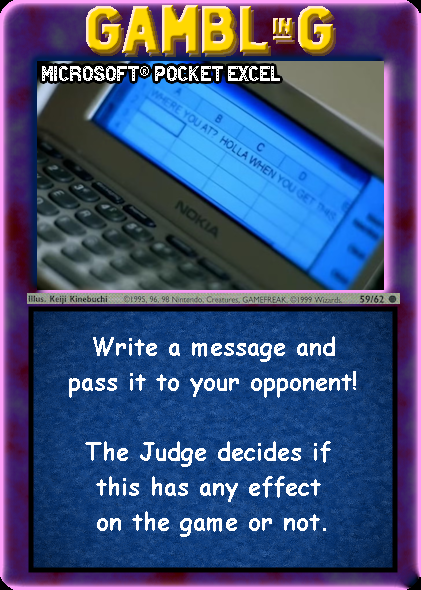 GAMBLING
MICROSOFT® POCKET EXCEL
A B C D E
WHERE YOU AT? HOLLA WHEN YOU GET THIS.
NOKIA
Illus. Keiji Kinebuchi ©1995, 96, 98 Nintendo, Creatures, GAMEFREAK. ©1999 Wizards. 59/62 ●
Write a message and
pass it to your opponent!
The Judge decides if
this has any effect
on the game or not.